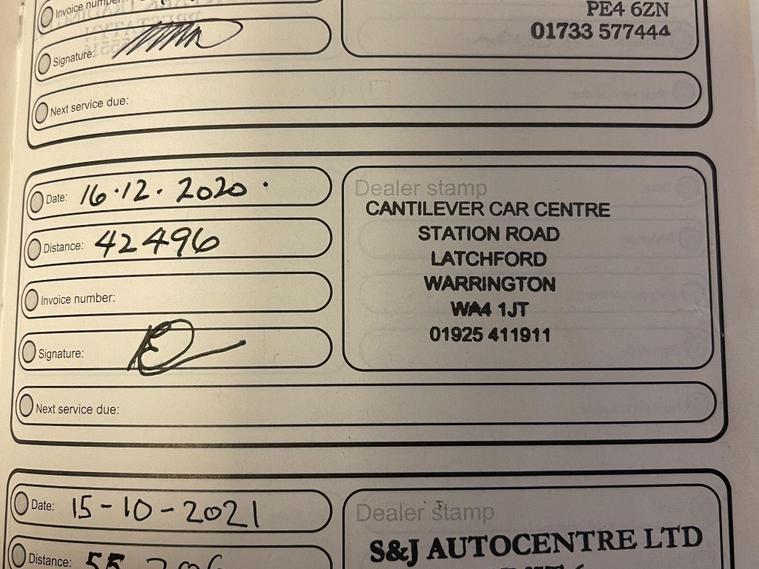 Invoice number:
PE4 6ZN
01733 577444
Signature:
Next service due:
Date: 16.12.2020.
Distance: 42496
Invoice number:
Signature:
Next service due:
Dealer stamp
CANTILEVER CAR CENTRE
STATION ROAD
LATCHFORD
WARRINGTON
WA4 1JT
01925 411911
Date: 15-10-2021
Distance: 55
Dealer stamp
S&J AUTOCENTRE LTD